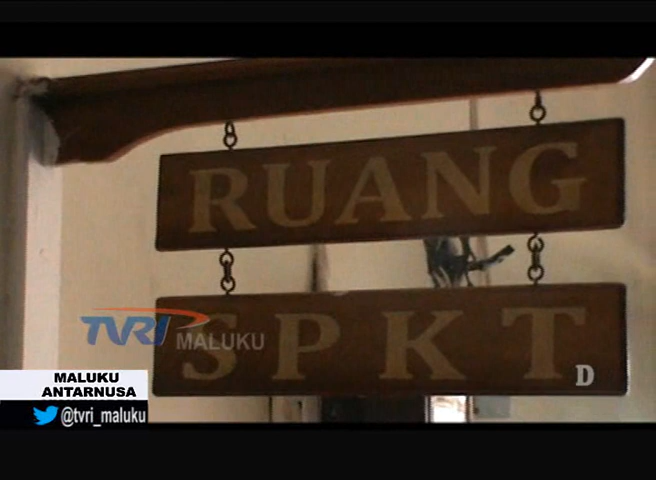 RUANG
SPKT
TVRI MALUKU
D
MALUKU
ANTARNUSA
@tvri_maluku